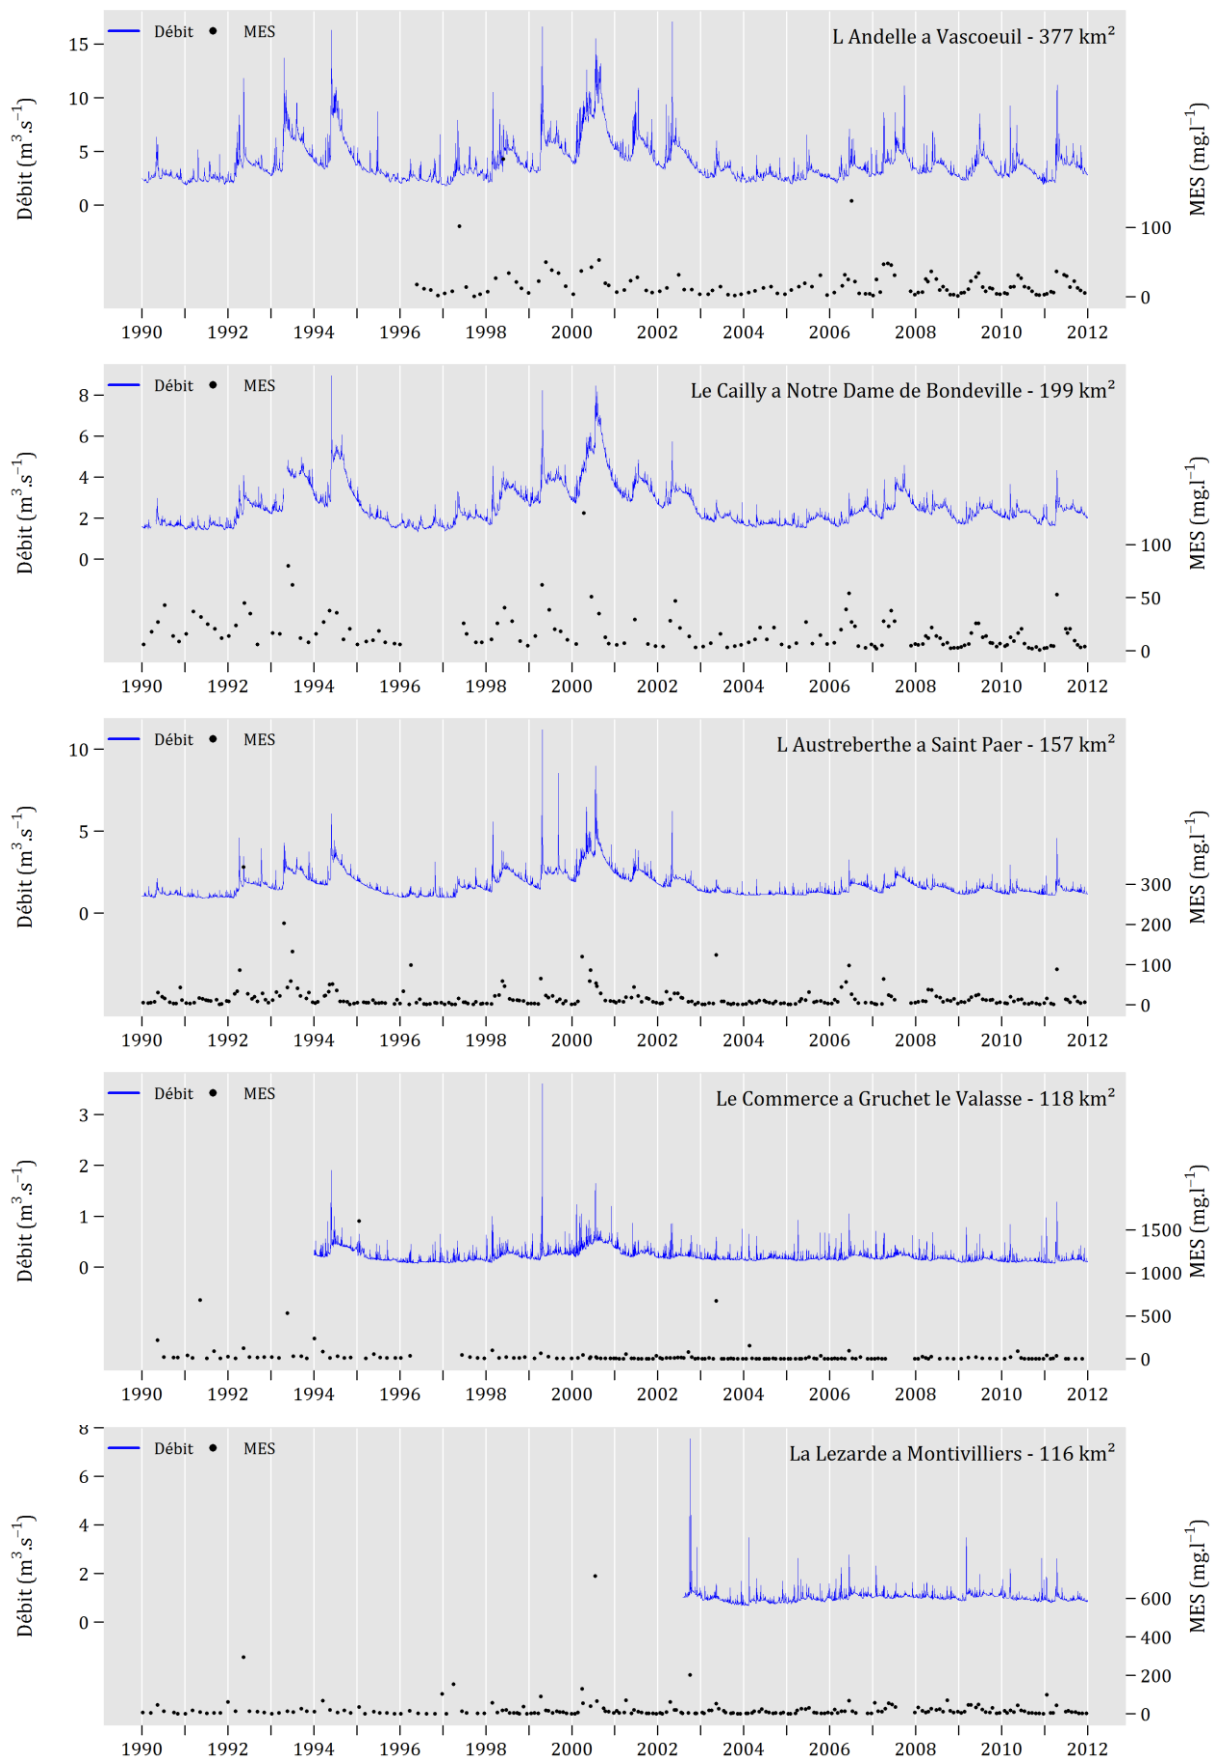 Débit MES
L Andelle a Vascoeuil - 377 km²
Débit (m³.s⁻¹)
15
10
5
0
MES (mg.l⁻¹)
100
0
1990 1992 1994 1996 1998 2000 2002 2004 2006 2008 2010 2012
Débit MES
Le Cailly a Notre Dame de Bondeville - 199 km²
Débit (m³.s⁻¹)
8
6
4
2
0
MES (mg.l⁻¹)
100
50
0
1990 1992 1994 1996 1998 2000 2002 2004 2006 2008 2010 2012
Débit MES
L Austreberthe a Saint Paer - 157 km²
Débit (m³.s⁻¹)
10
5
0
MES (mg.l⁻¹)
300
200
100
0
1990 1992 1994 1996 1998 2000 2002 2004 2006 2008 2010 2012
Débit MES
Le Commerce a Gruchet le Valasse - 118 km²
Débit (m³.s⁻¹)
3
2
1
0
MES (mg.l⁻¹)
1500
1000
500
0
1990 1992 1994 1996 1998 2000 2002 2004 2006 2008 2010 2012
Débit MES
La Lezarde a Montivilliers - 116 km²
Débit (m³.s⁻¹)
8
6
4
2
0
MES (mg.l⁻¹)
600
400
200
0
1990 1992 1994 1996 1998 2000 2002 2004 2006 2008 2010 2012